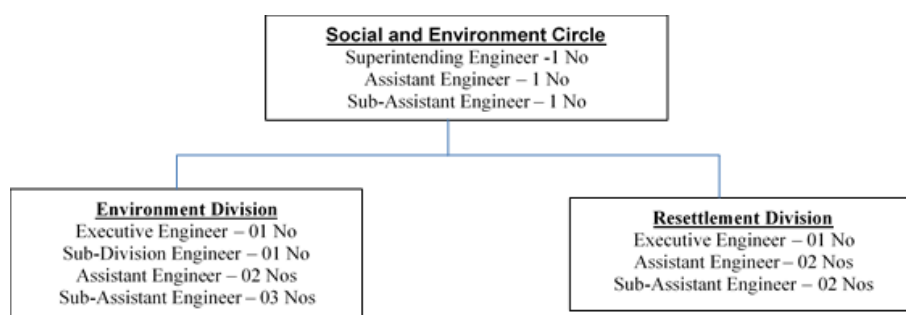 Social and Environment Circle
Superintending Engineer -1 No
Assistant Engineer – 1 No
Sub-Assistant Engineer – 1 No
Environment Division
Executive Engineer – 01 No
Sub-Division Engineer – 01 No
Assistant Engineer – 02 Nos
Sub-Assistant Engineer – 03 Nos
Resettlement Division
Executive Engineer – 01 No
Assistant Engineer – 02 Nos
Sub-Assistant Engineer – 02 Nos